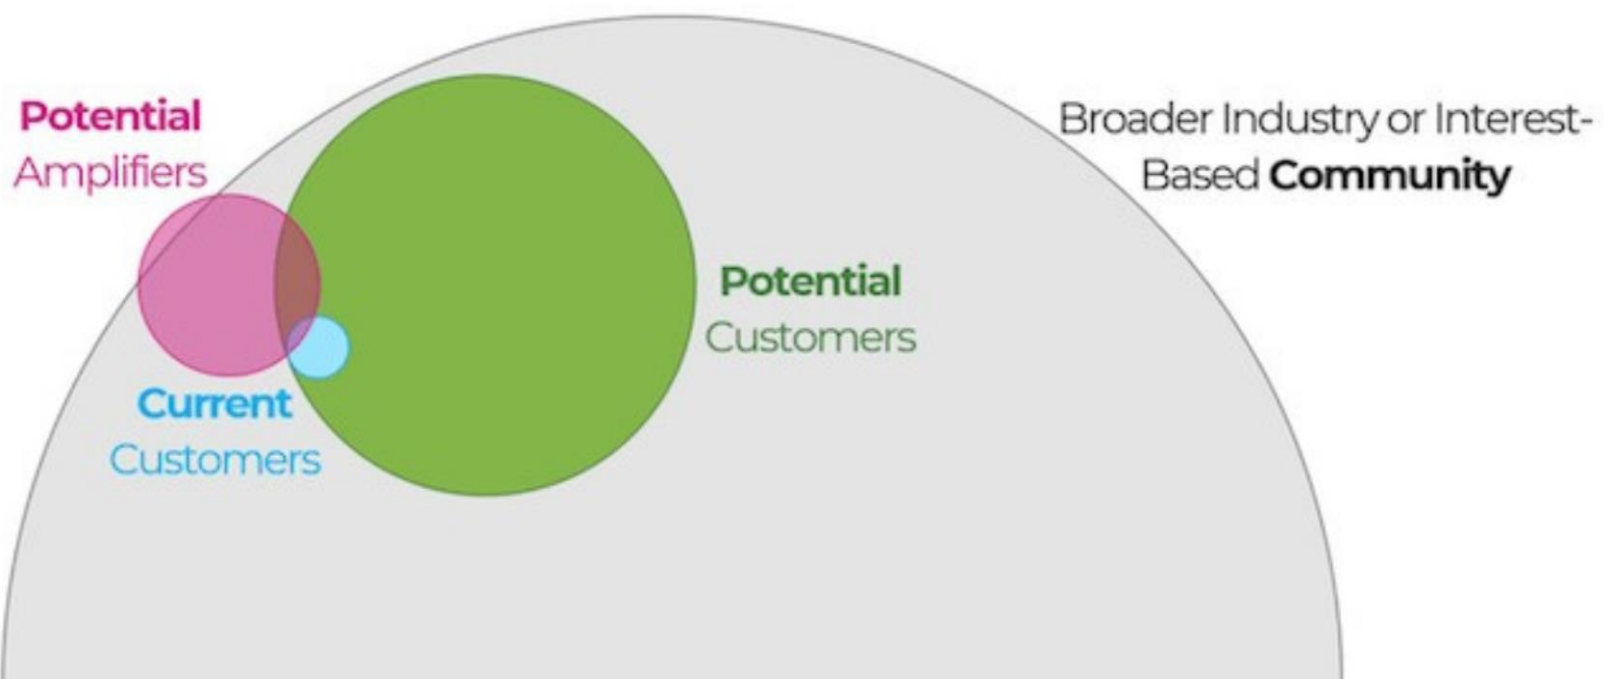 Potential
Amplifiers
Broader Industry or Interest-
Based Community
Potential
Customers
Current
Customers